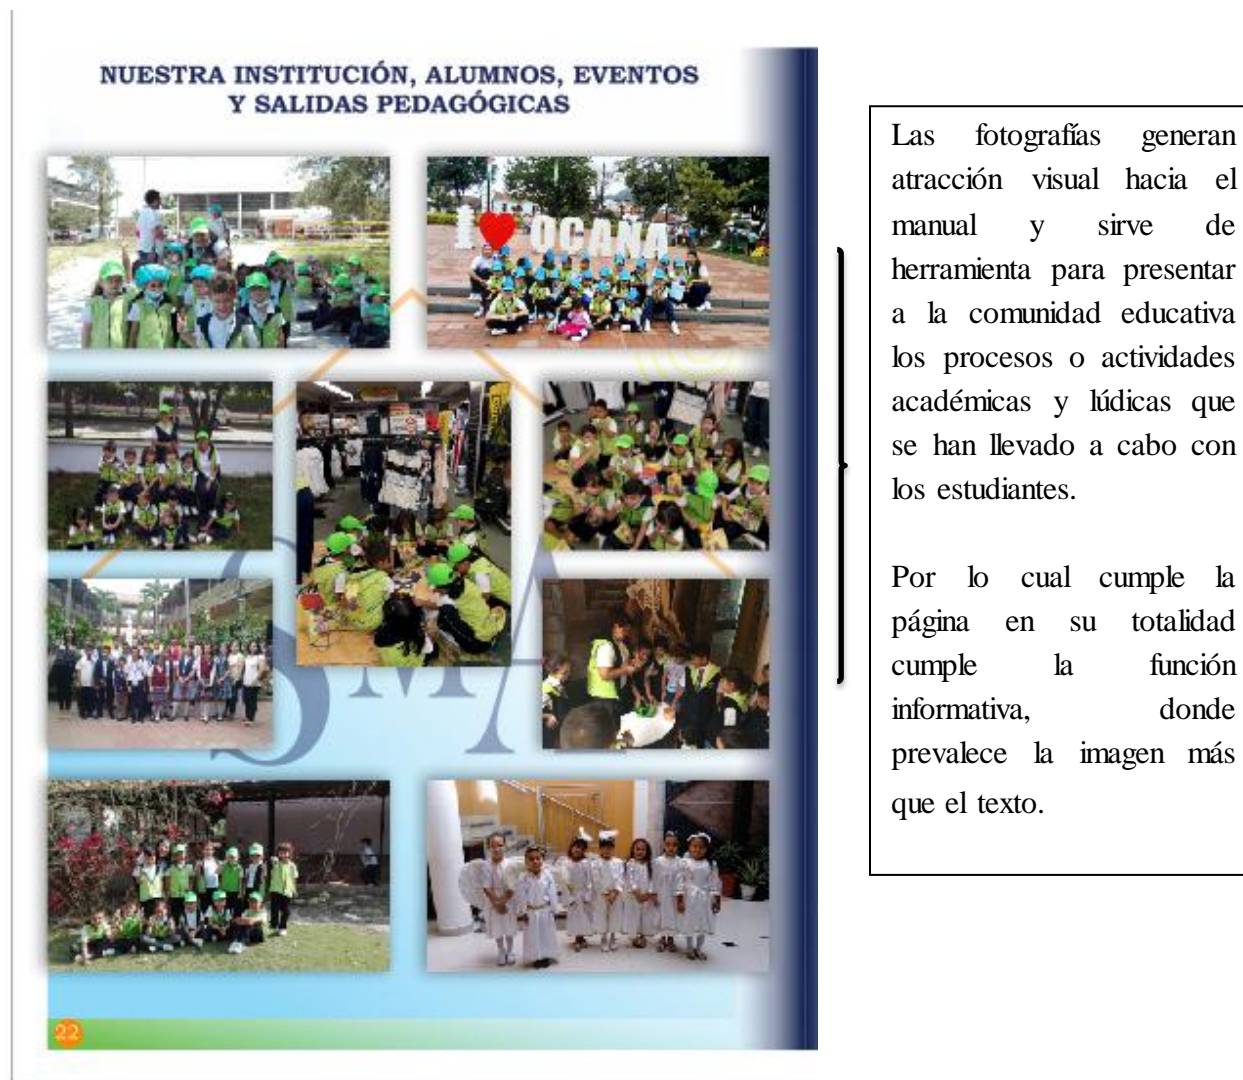 NUESTRA INSTITUCIÓN, ALUMNOS, EVENTOS
Y SALIDAS PEDAGÓGICAS
I ❤ OCAÑA
SMA
22
Las fotografías generan
atracción visual hacia el
manual y sirve de
herramienta para presentar
a la comunidad educativa
los procesos o actividades
académicas y lúdicas que
se han llevado a cabo con
los estudiantes.
Por lo cual cumple la
página en su totalidad
cumple la función
informativa, donde
prevalece la imagen más
que el texto.